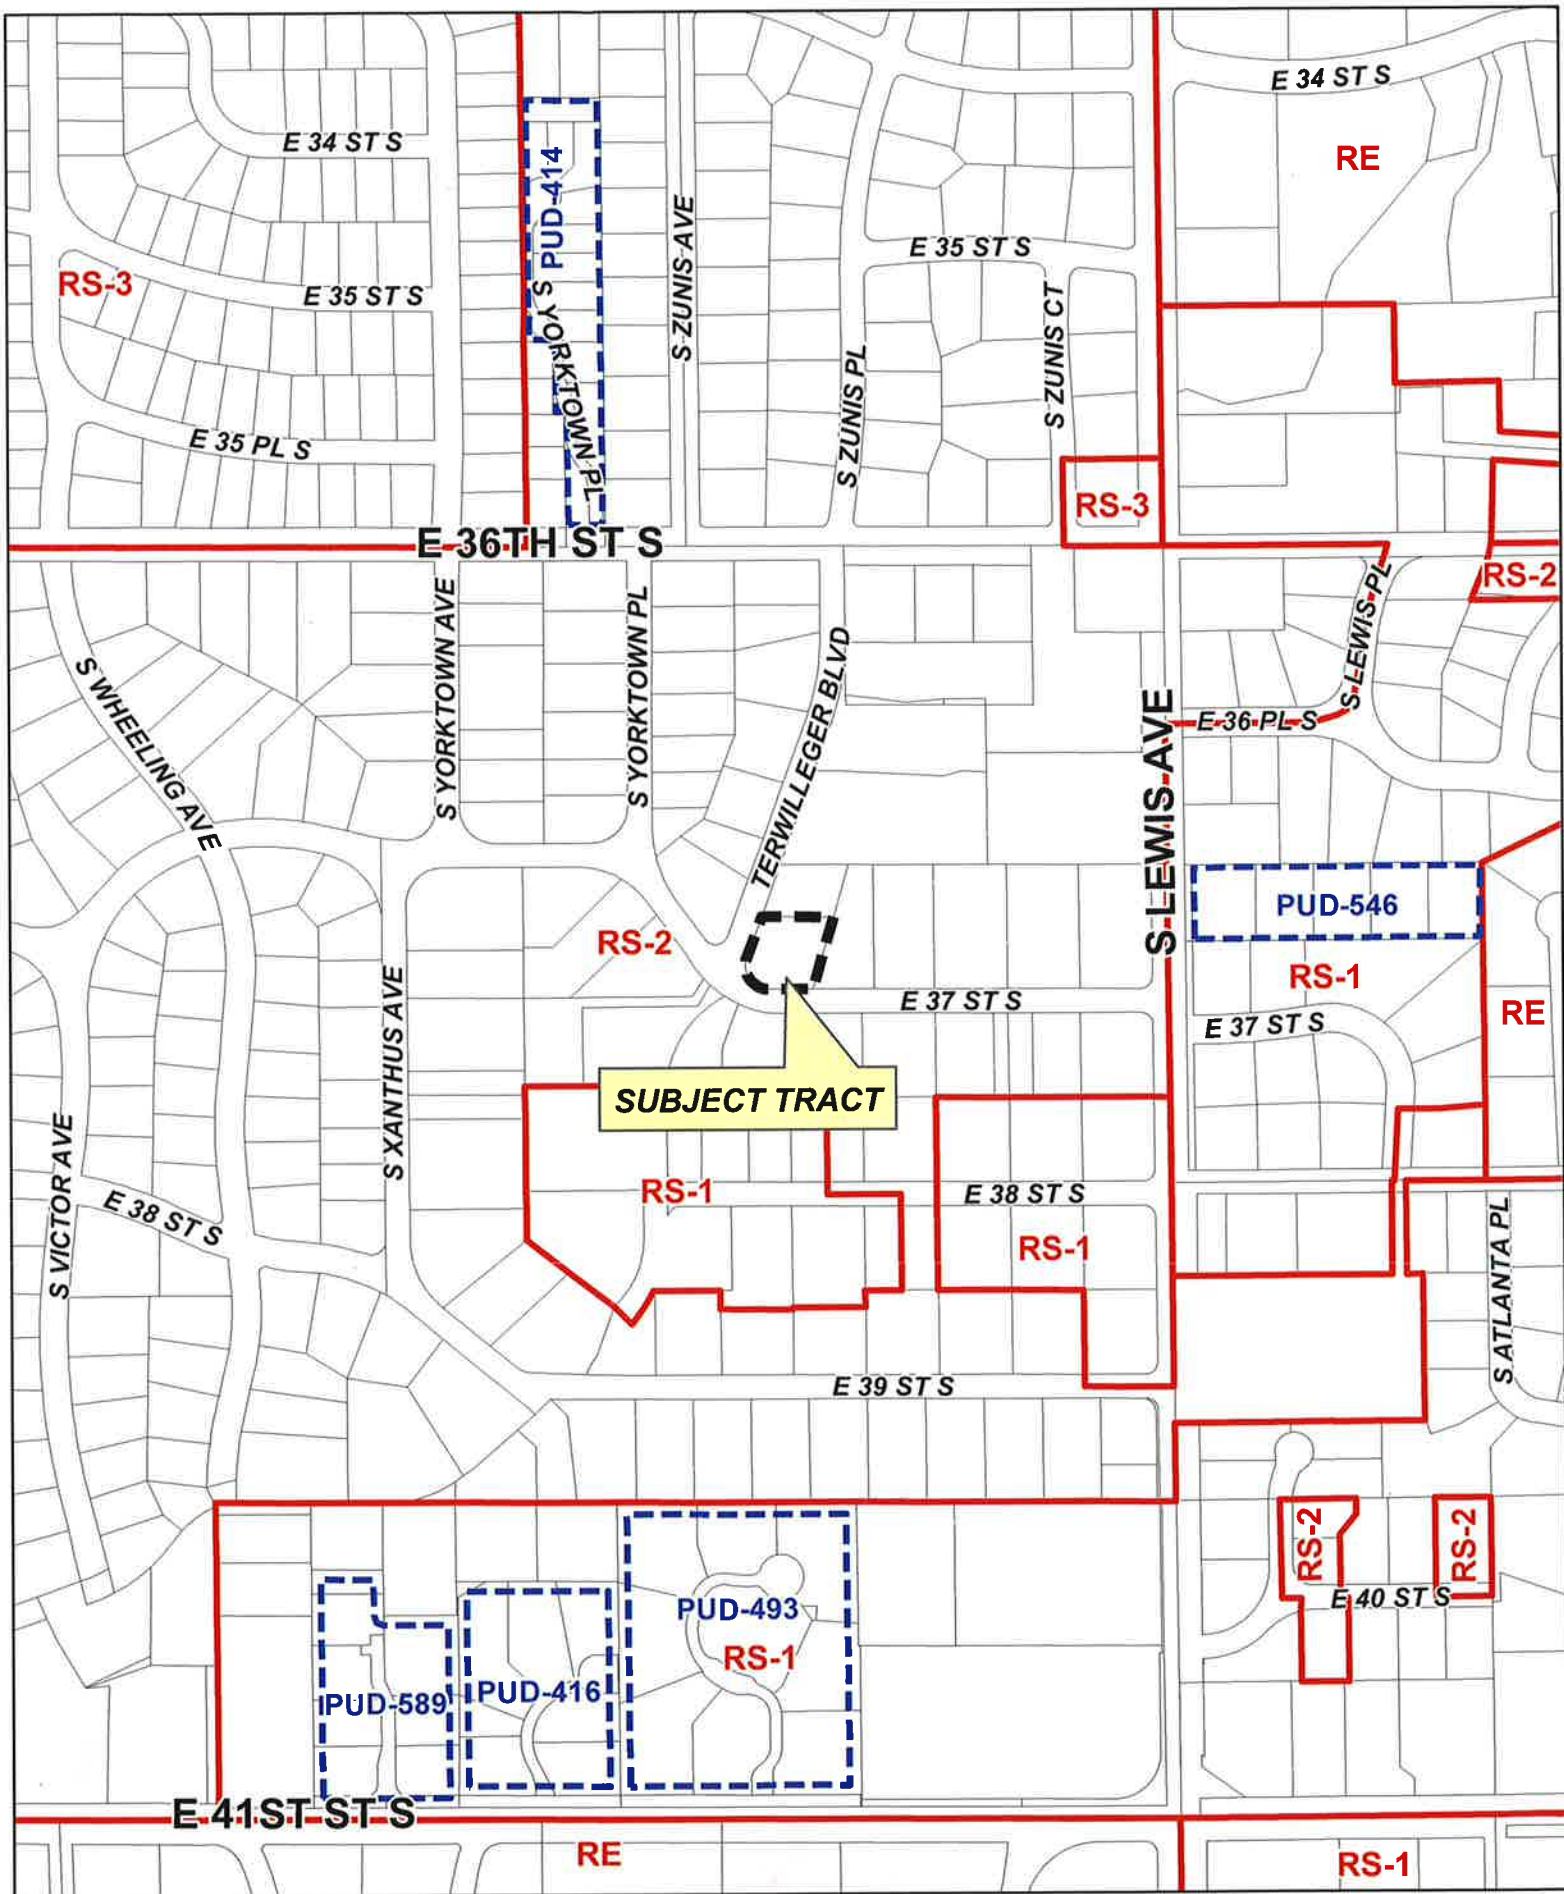 E 34 ST S
E 34 ST S
RE
PUD-414
S ZUNIS AVE
E 35 ST S
RS-3
E 35 ST S
S YORKTOWN PL
S ZUNIS PL
S ZUNIS CT
E 35 PL S
RS-3
E 36TH ST S
RS-2
S YORKTOWN AVE
S YORKTOWN PL
TERWILLEGER BLVD
S LEWIS PL
S WHEELING AVE
E 36 PL S
S LEWIS AVE
PUD-546
RS-2
RS-1
E 37 ST S
E 37 ST S
RE
S XANTHUS AVE
SUBJECT TRACT
S VICTOR AVE
RS-1
E 38 ST S
E 38 ST S
RS-1
S ATLANTA PL
E 39 ST S
RS-2
RS-2
E 40 ST S
PUD-493
RS-1
PUD-589
PUD-416
E 41ST ST S
RE
RS-1